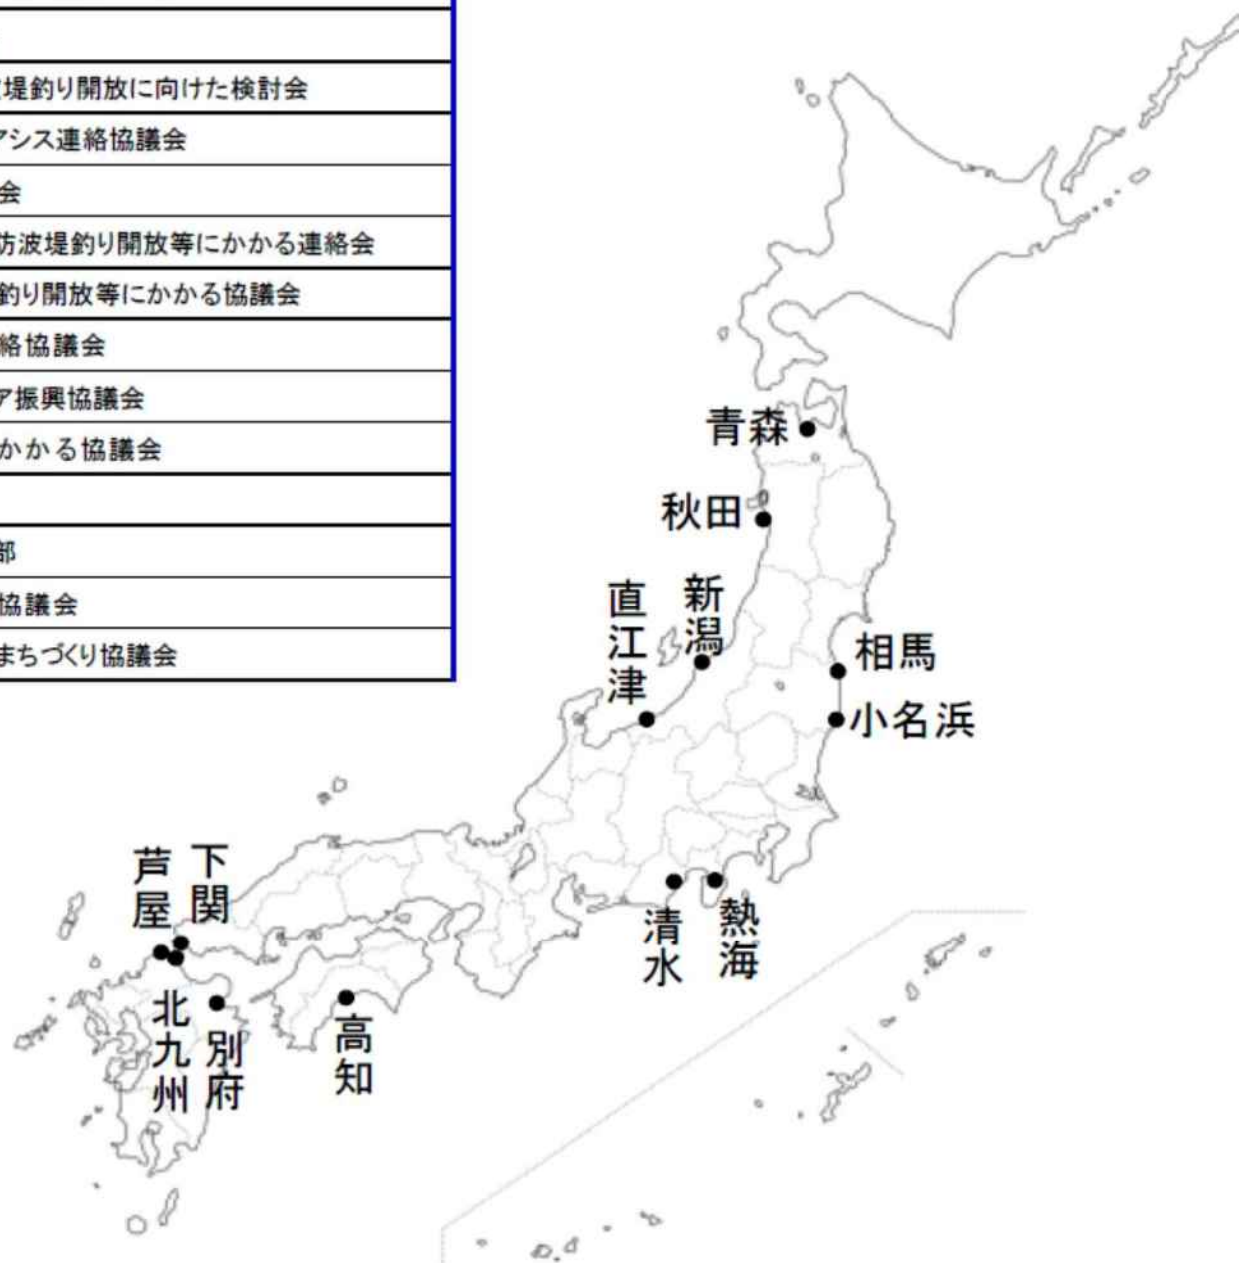 堤釣り開放に向けた検討会
アシス連絡協議会
会
防波堤釣り開放等にかかる連絡会
釣り開放等にかかる協議会
絡協議会
ア振興協議会
かかる協議会
部
協議会
まちづくり協議会
青森
秋田
新潟
直江津
相馬
小名浜
芦屋
下関
清水
熱海
北九州
別府
高知